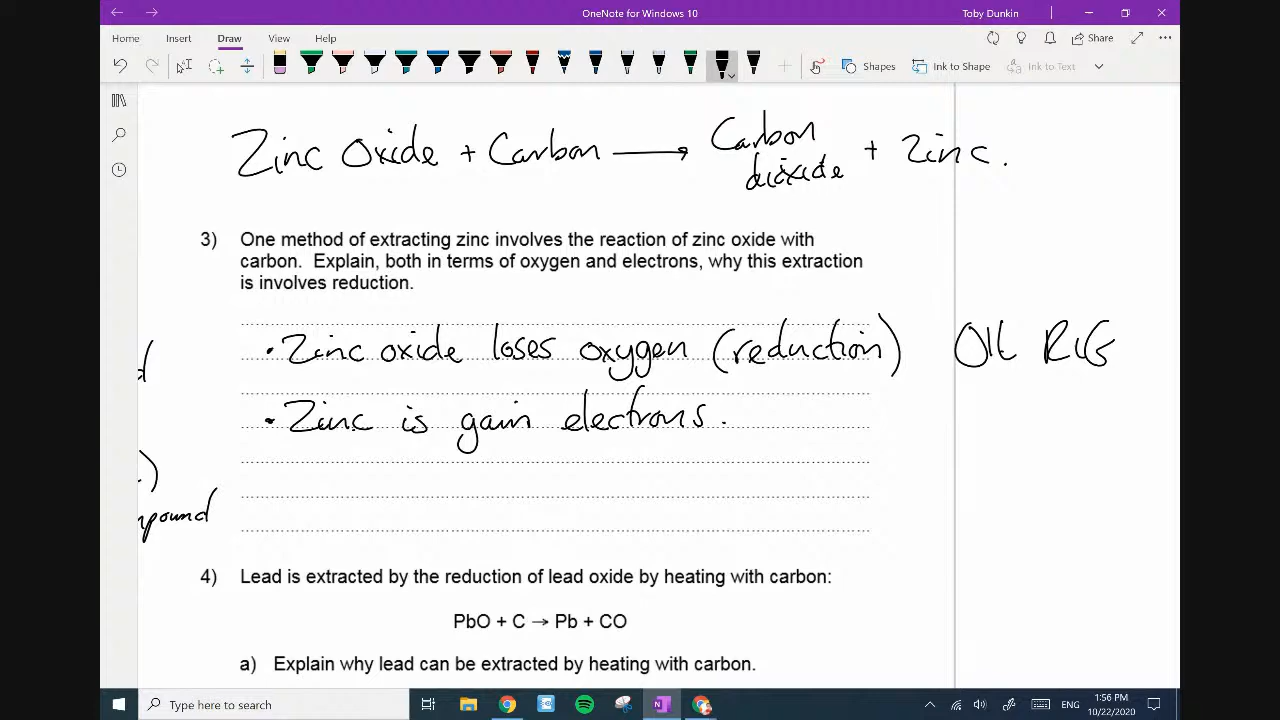 OneNote for Windows 10
Toby Dunkin
Home Insert Draw View Help
Share
Shapes Ink to Shape Ink to Text
Zinc Oxide + Carbon → Carbon dioxide + Zinc.
3) One method of extracting zinc involves the reaction of zinc oxide with
carbon. Explain, both in terms of oxygen and electrons, why this extraction
is involves reduction.
• Zinc oxide loses oxygen (reduction) OIL RIG
• Zinc is gain electrons.
4) Lead is extracted by the reduction of lead oxide by heating with carbon:
PbO + C → Pb + CO
a) Explain why lead can be extracted by heating with carbon.
Type here to search
ENG
1:56 PM
10/22/2020